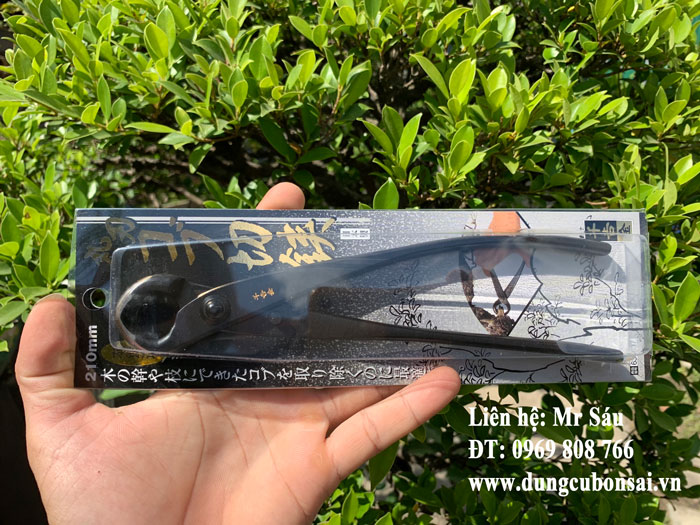 コブ切鋏
210mm
木の幹や枝にできたコブを取り除くのに最適
Liên hệ: Mr Sáu
ĐT: 0969 808 766
www.dungcubonsai.vn